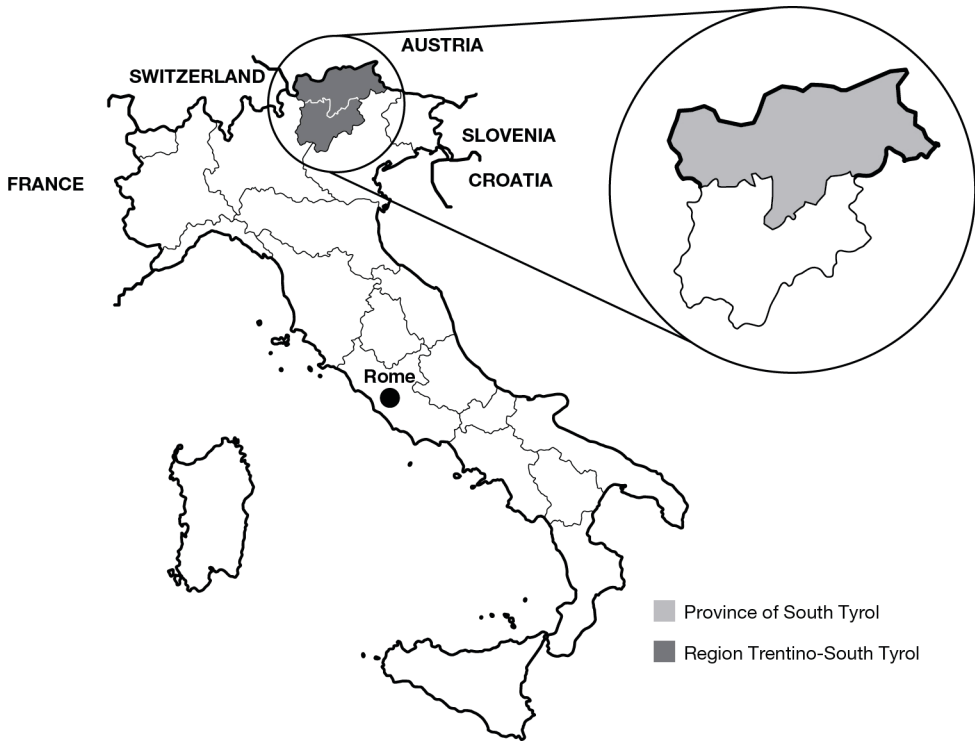 AUSTRIA
SWITZERLAND
SLOVENIA
CROATIA
FRANCE
Rome
Province of South Tyrol
Region Trentino-South Tyrol